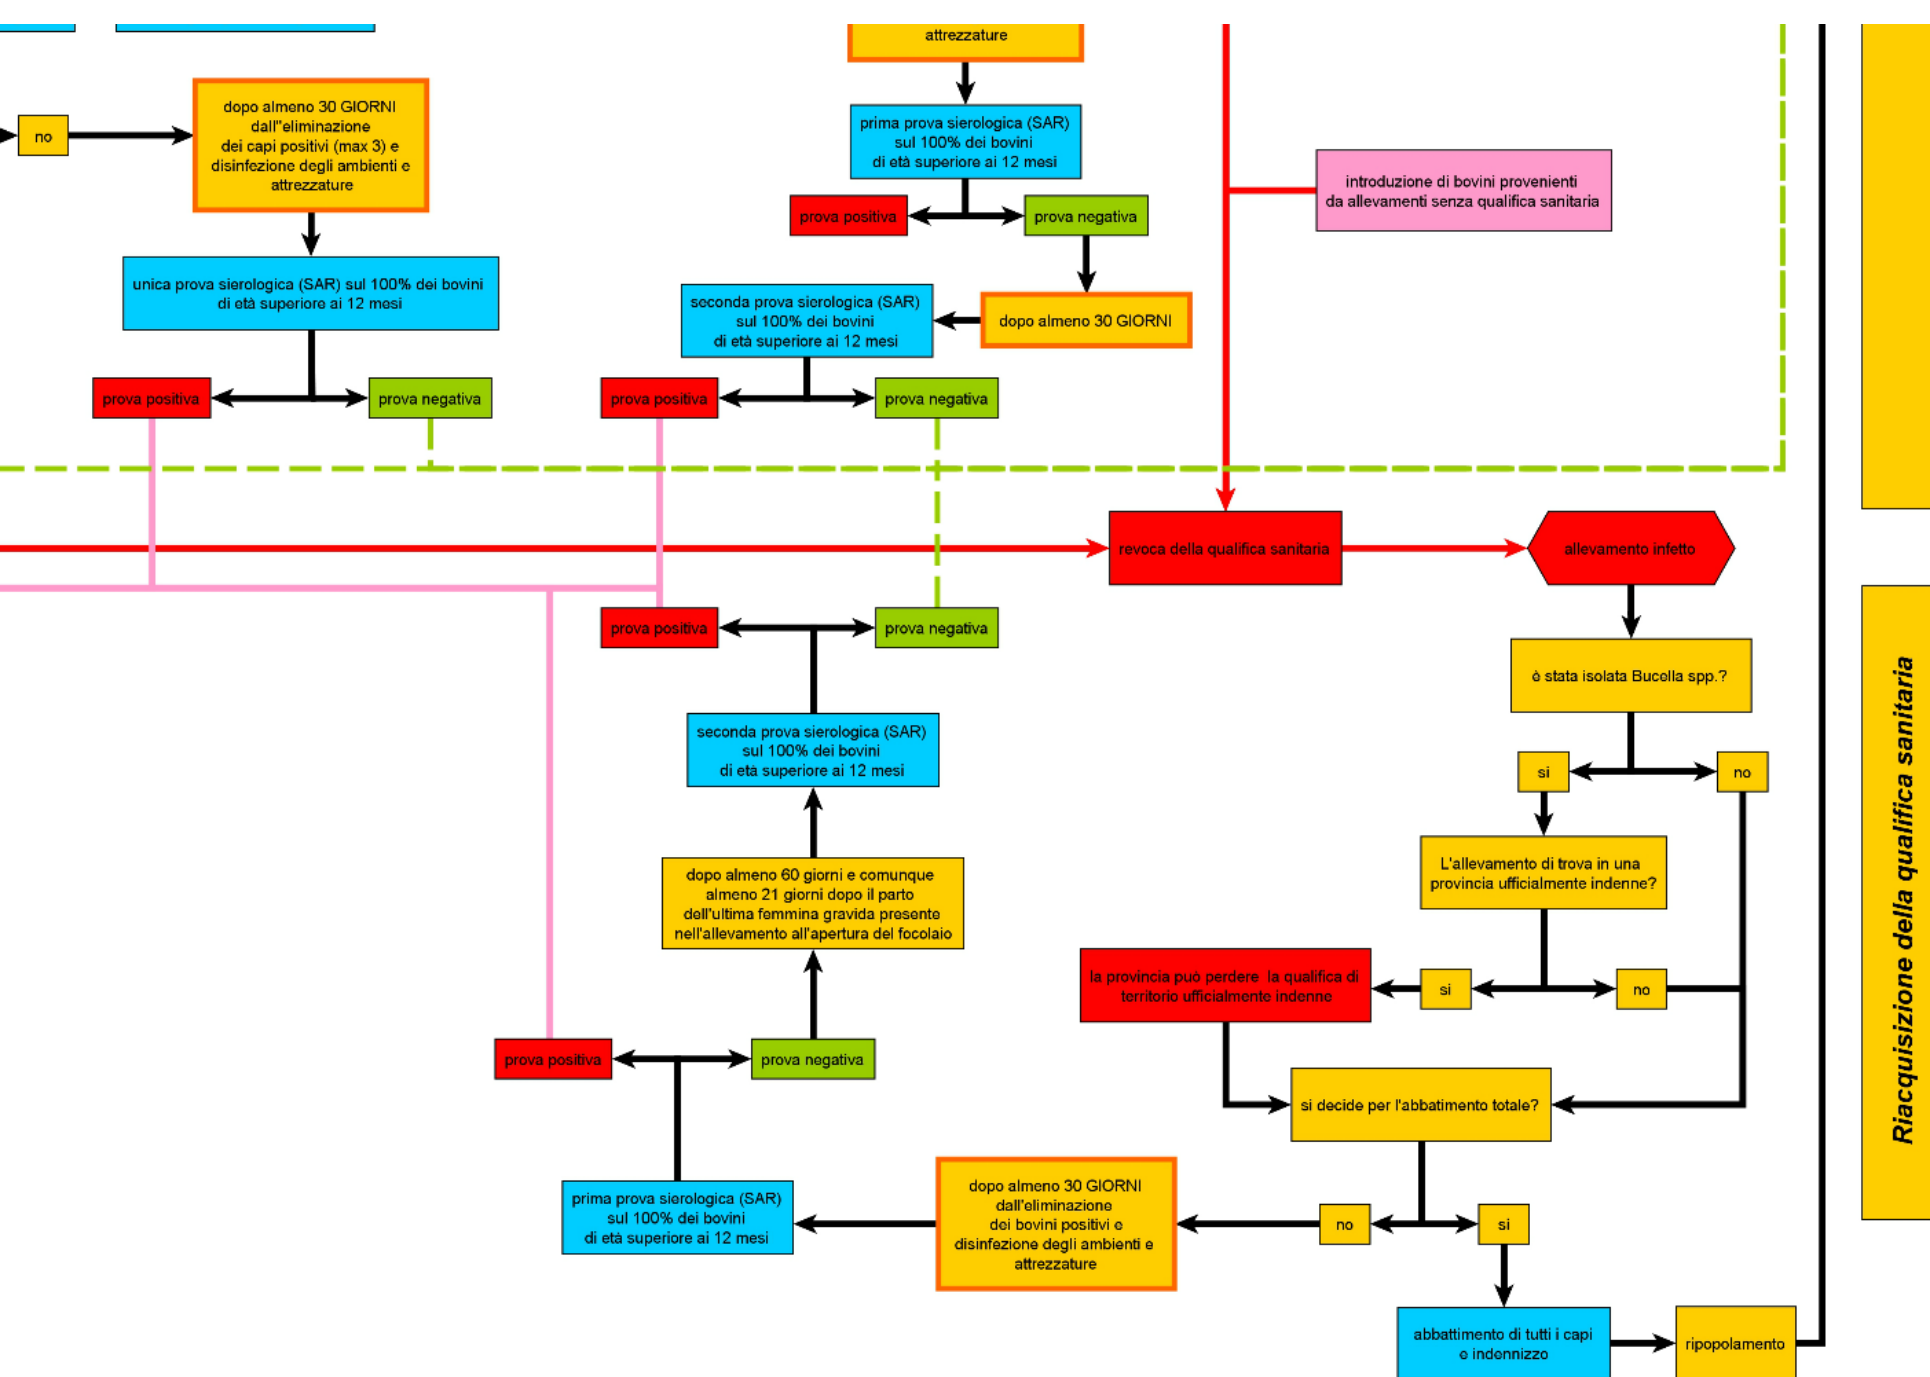 attrezzature
dopo almeno 30 GIORNI
dall"eliminazione
dei capi positivi (max 3) e
disinfezione degli ambienti e
attrezzature
no
prima prova sierologica (SAR)
sul 100% dei bovini
di età superiore ai 12 mesi
introduzione di bovini provenienti
da allevamenti senza qualifica sanitaria
prova positiva
prova negativa
unica prova sierologica (SAR) sul 100% dei bovini
di età superiore ai 12 mesi
seconda prova sierologica (SAR)
sul 100% dei bovini
di età superiore ai 12 mesi
dopo almeno 30 GIORNI
prova positiva
prova negativa
prova positiva
prova negativa
revoca della qualifica sanitaria
allevamento infetto
prova positiva
prova negativa
è stata isolata Bucella spp.?
seconda prova sierologica (SAR)
sul 100% dei bovini
di età superiore ai 12 mesi
si
no
L'allevamento di trova in una
provincia ufficialmente indenne?
dopo almeno 60 giorni e comunque
almeno 21 giorni dopo il parto
dell'ultima femmina gravida presente
nell'allevamento all'apertura del focolaio
la provincia può perdere la qualifica di
territorio ufficialmente indenne
si
no
prova positiva
prova negativa
si decide per l'abbatimento totale?
prima prova sierologica (SAR)
sul 100% dei bovini
di età superiore ai 12 mesi
dopo almeno 30 GIORNI
dall'eliminazione
dei bovini positivi e
disinfezione degli ambienti e
attrezzature
no
si
abbattimento di tutti i capi
e indennizzo
ripopolamento
Riacquisizione della qualifica sanitaria